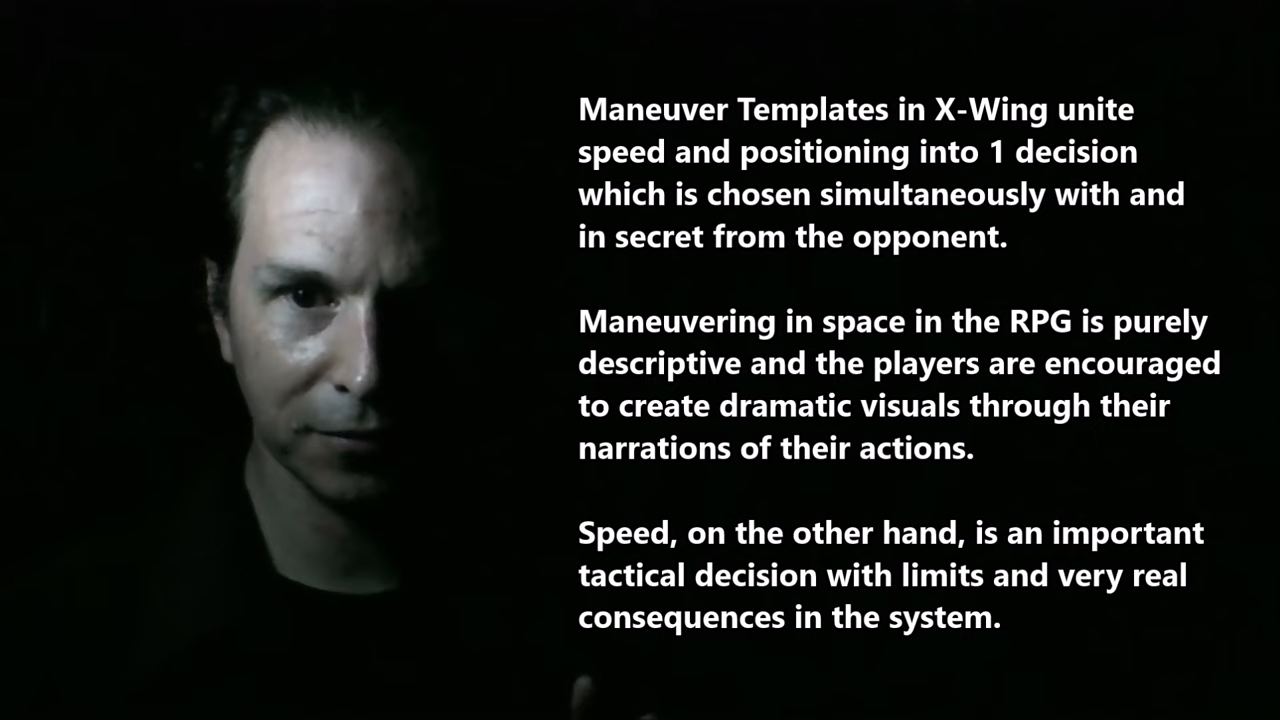 Maneuver Templates in X-Wing unite
speed and positioning into 1 decision
which is chosen simultaneously with and
in secret from the opponent.
Maneuvering in space in the RPG is purely
descriptive and the players are encouraged
to create dramatic visuals through their
narrations of their actions.
Speed, on the other hand, is an important
tactical decision with limits and very real
consequences in the system.